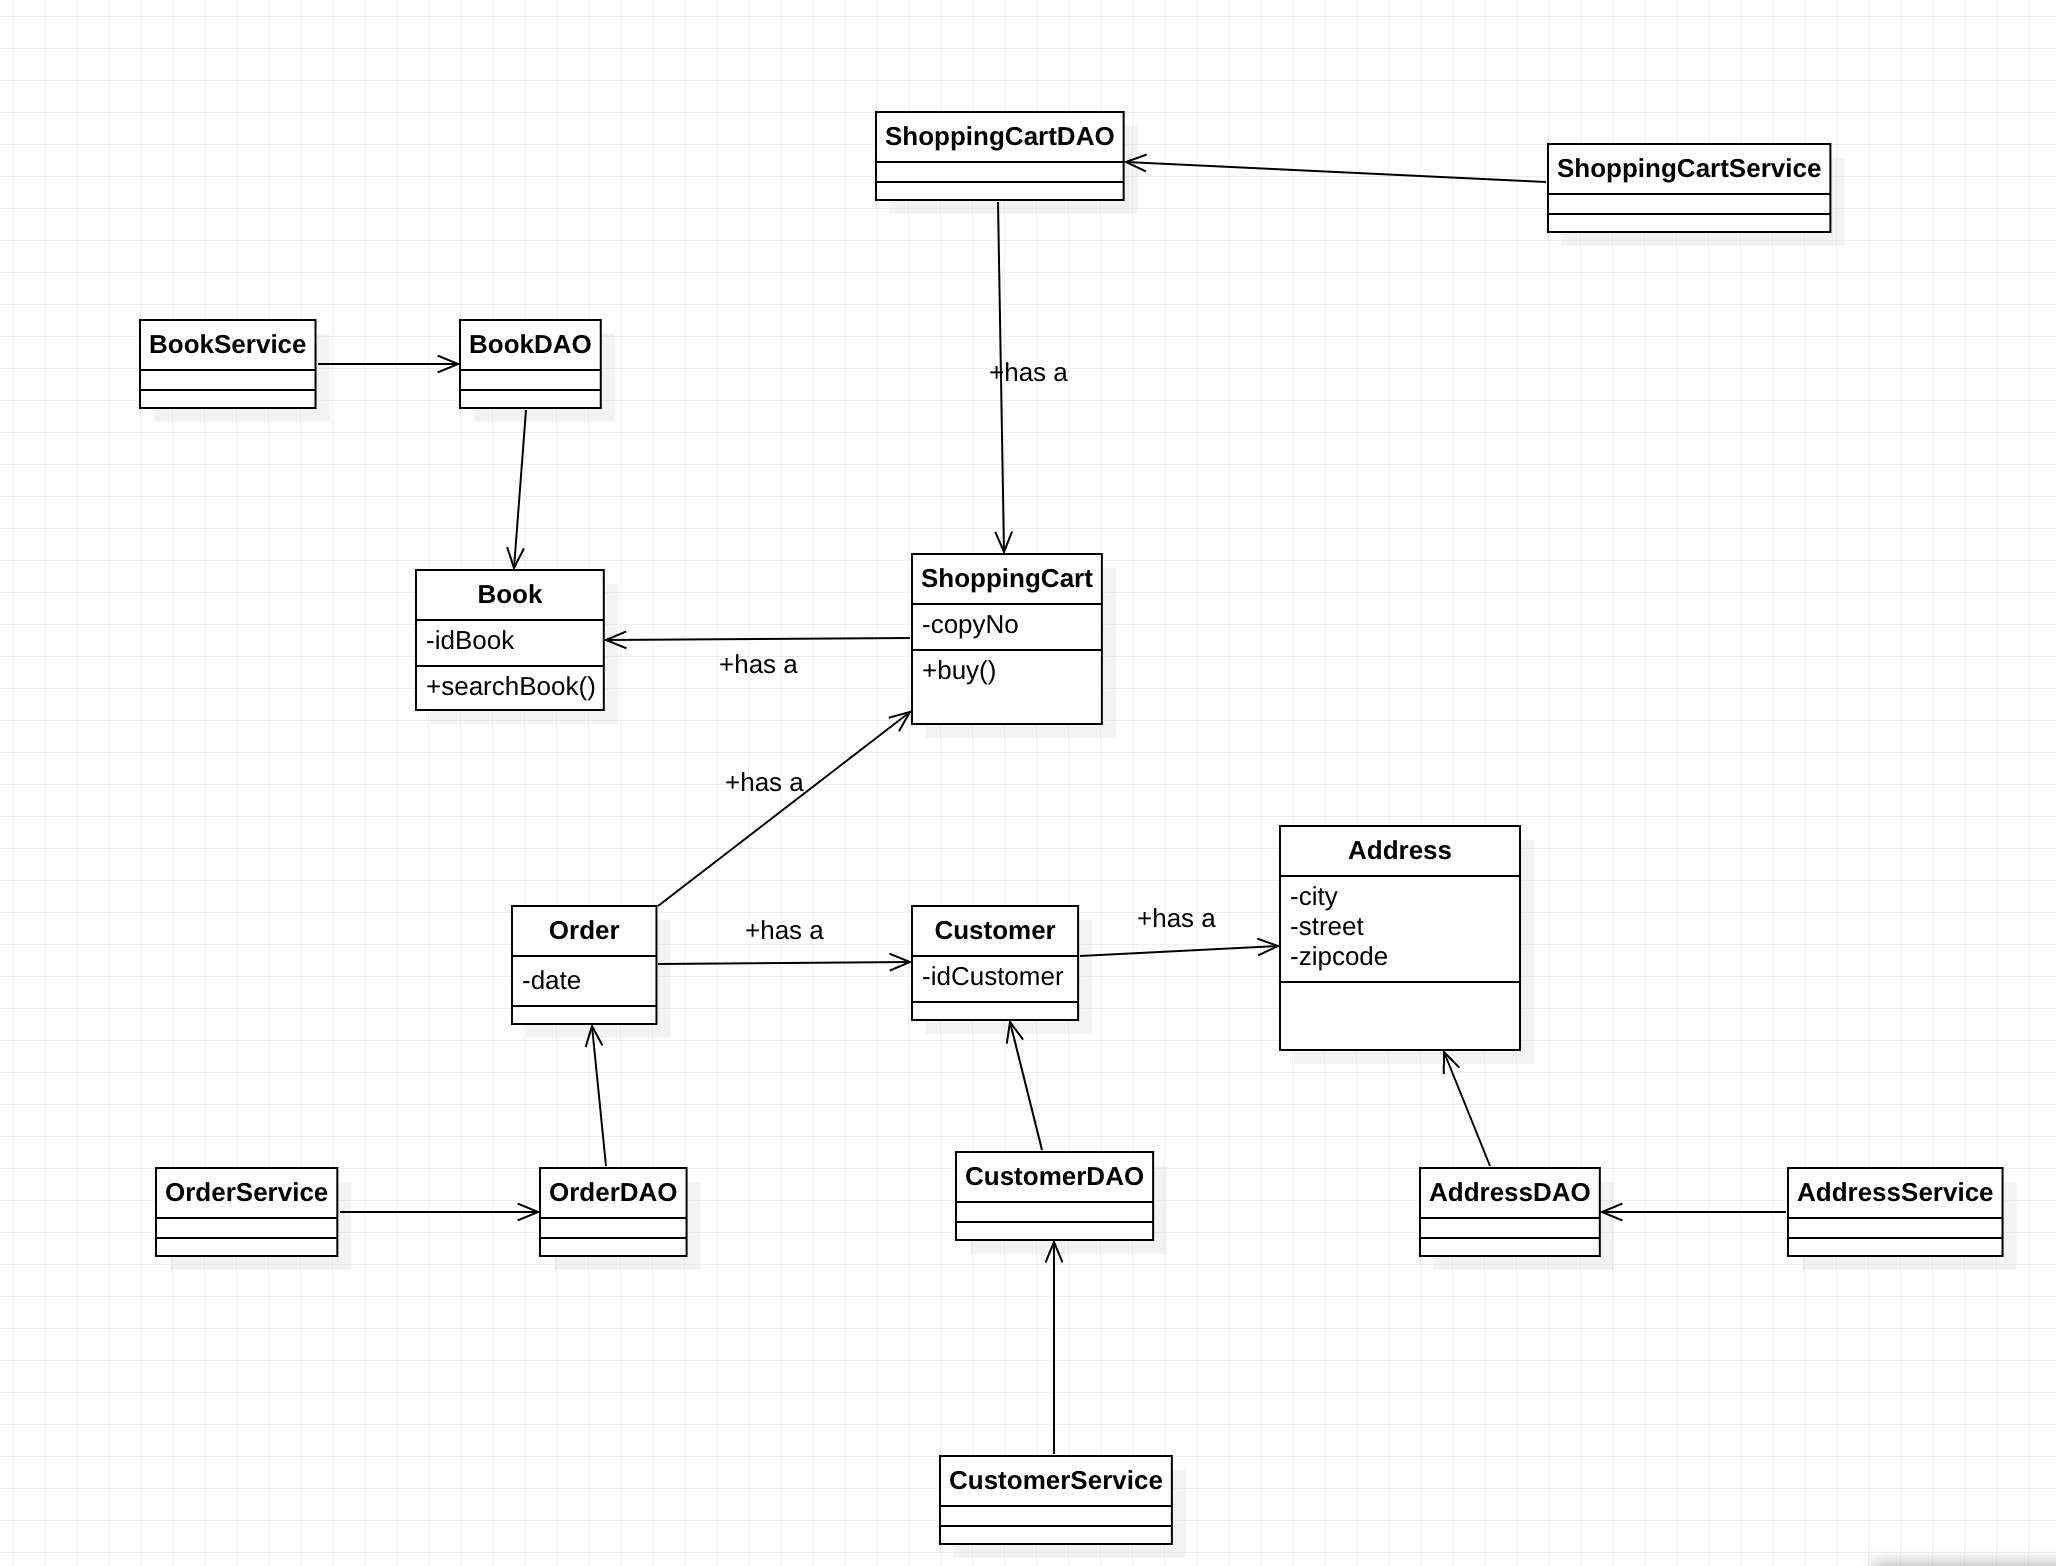 ShoppingCartDAO
ShoppingCartService
BookService
BookDAO
+has a
Book
-idBook
+searchBook()
ShoppingCart
-copyNo
+buy()
+has a
+has a
Address
-city
-street
-zipcode
Order
-date
+has a
Customer
-idCustomer
+has a
OrderService
OrderDAO
CustomerDAO
AddressDAO
AddressService
CustomerService